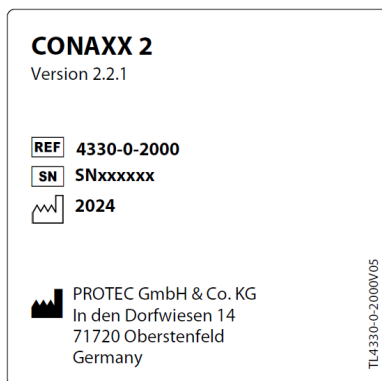 CONAXX 2
Version 2.2.1
REF 4330-0-2000
SN SNxxxxxx
2024
PROTEC GmbH & Co. KG
In den Dorfwiesen 14
71720 Oberstenfeld
Germany
TL4330-0-2000V05